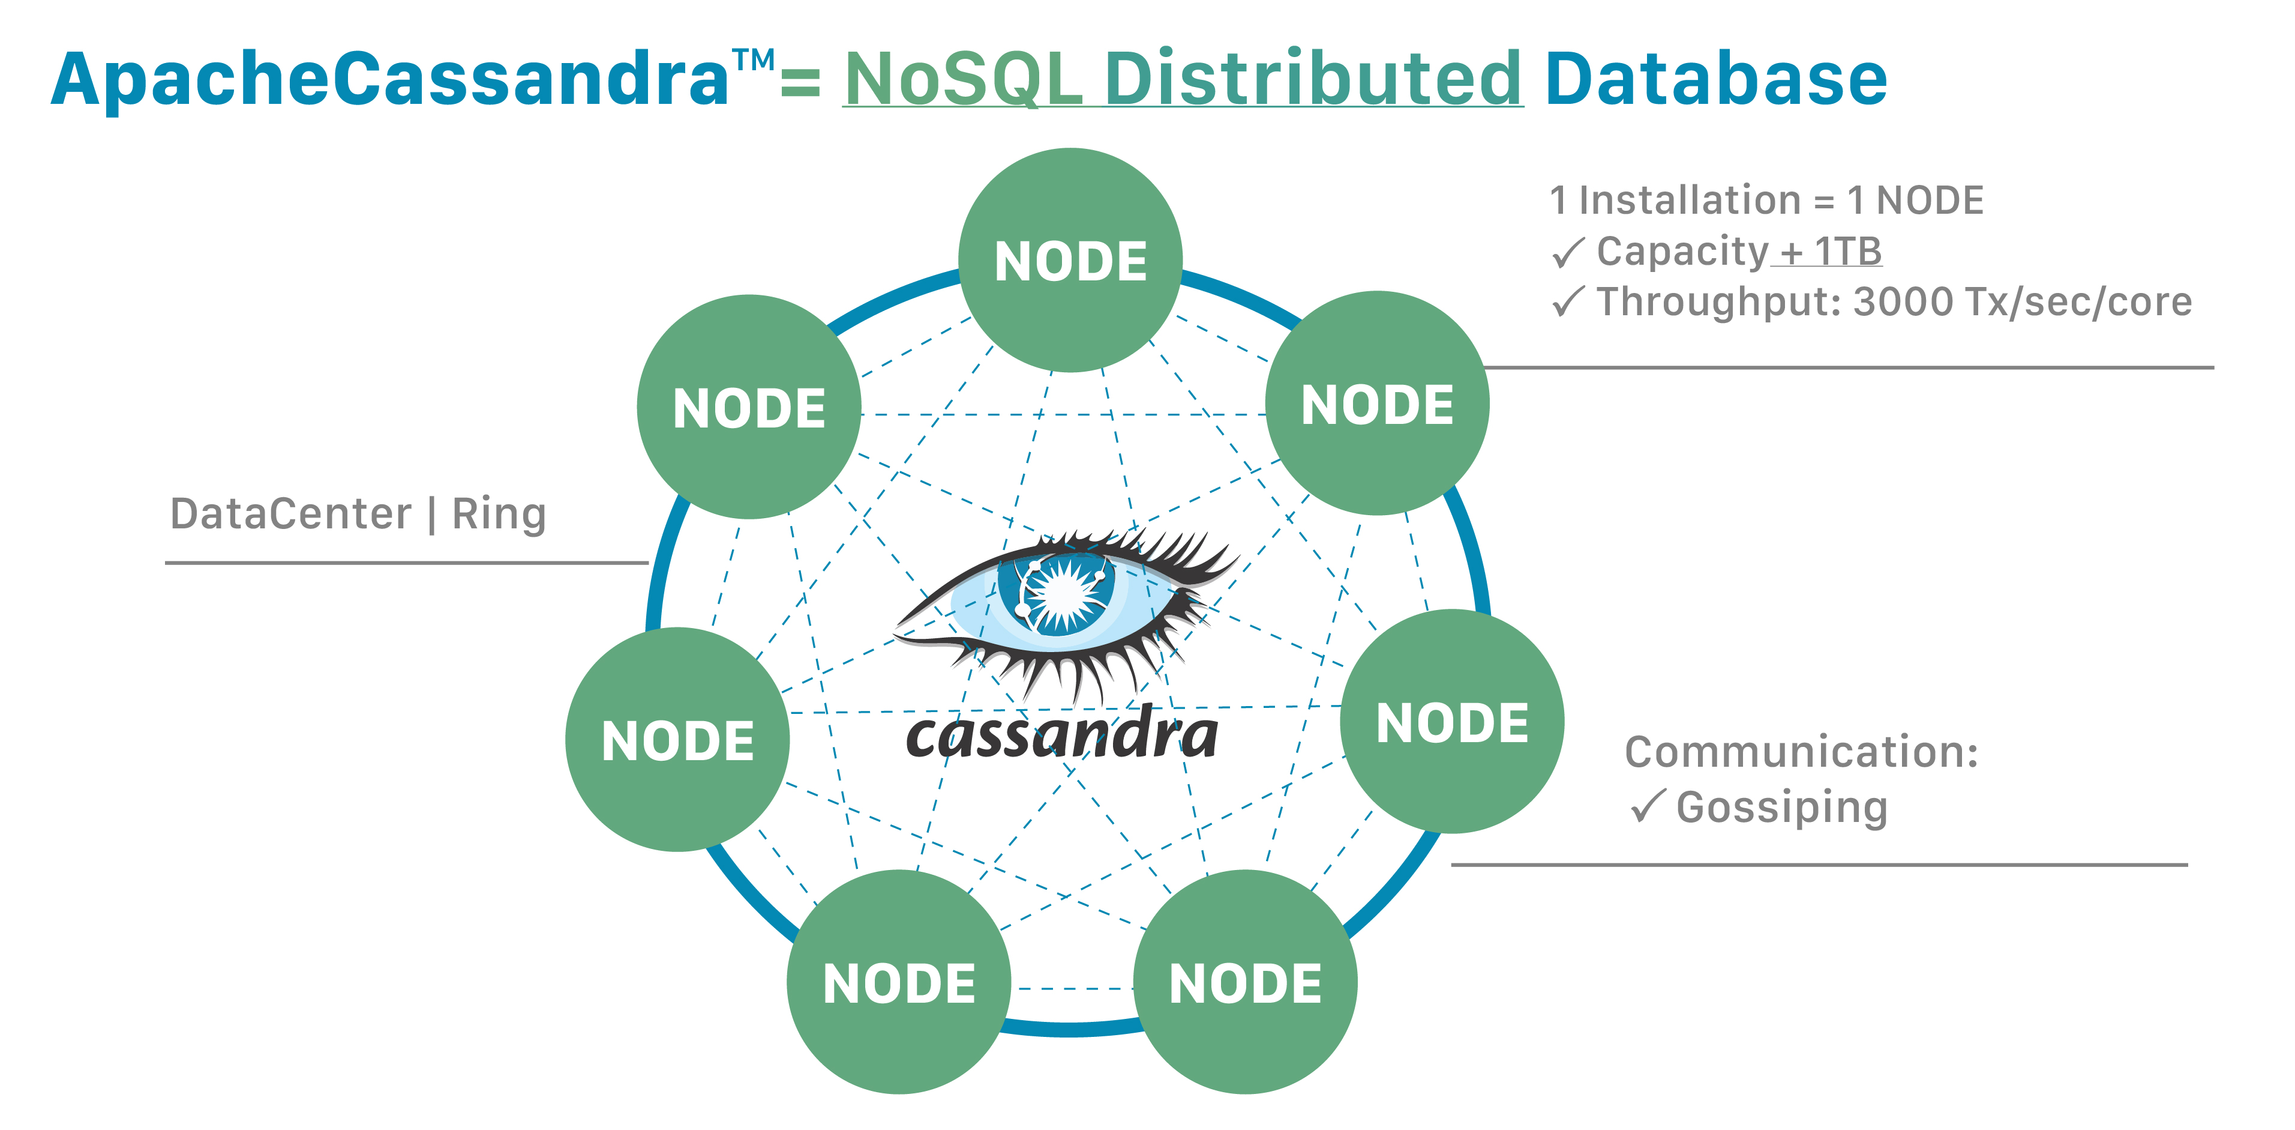 ApacheCassandra™= NoSQL Distributed Database
1 Installation = 1 NODE
✓ Capacity + 1TB
✓ Throughput: 3000 Tx/sec/core
NODE
NODE
NODE
DataCenter | Ring
NODE
NODE
cassandra
Communication:
✓ Gossiping
NODE
NODE